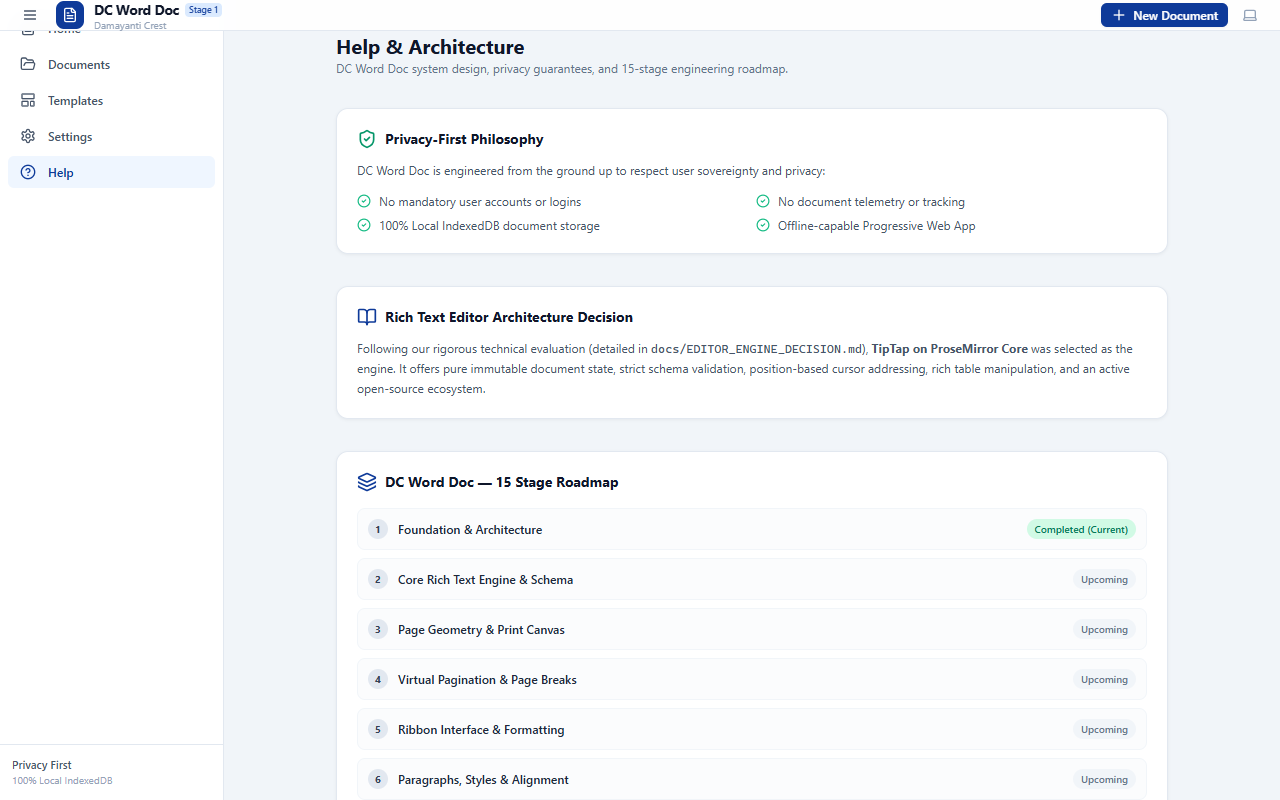 DC Word Doc Stage 1
Damayanti Crest
New Document
Home
Documents
Templates
Settings
Help
Privacy First
100% Local IndexedDB
Help & Architecture
DC Word Doc system design, privacy guarantees, and 15-stage engineering roadmap.
Privacy-First Philosophy
DC Word Doc is engineered from the ground up to respect user sovereignty and privacy:
No mandatory user accounts or logins
No document telemetry or tracking
100% Local IndexedDB document storage
Offline-capable Progressive Web App
Rich Text Editor Architecture Decision
Following our rigorous technical evaluation (detailed in docs/EDITOR_ENGINE_DECISION.md), TipTap on ProseMirror Core was selected as the
engine. It offers pure immutable document state, strict schema validation, position-based cursor addressing, rich table manipulation, and an active
open-source ecosystem.
DC Word Doc — 15 Stage Roadmap
1 Foundation & Architecture Completed (Current)
2 Core Rich Text Engine & Schema Upcoming
3 Page Geometry & Print Canvas Upcoming
4 Virtual Pagination & Page Breaks Upcoming
5 Ribbon Interface & Formatting Upcoming
6 Paragraphs, Styles & Alignment Upcoming